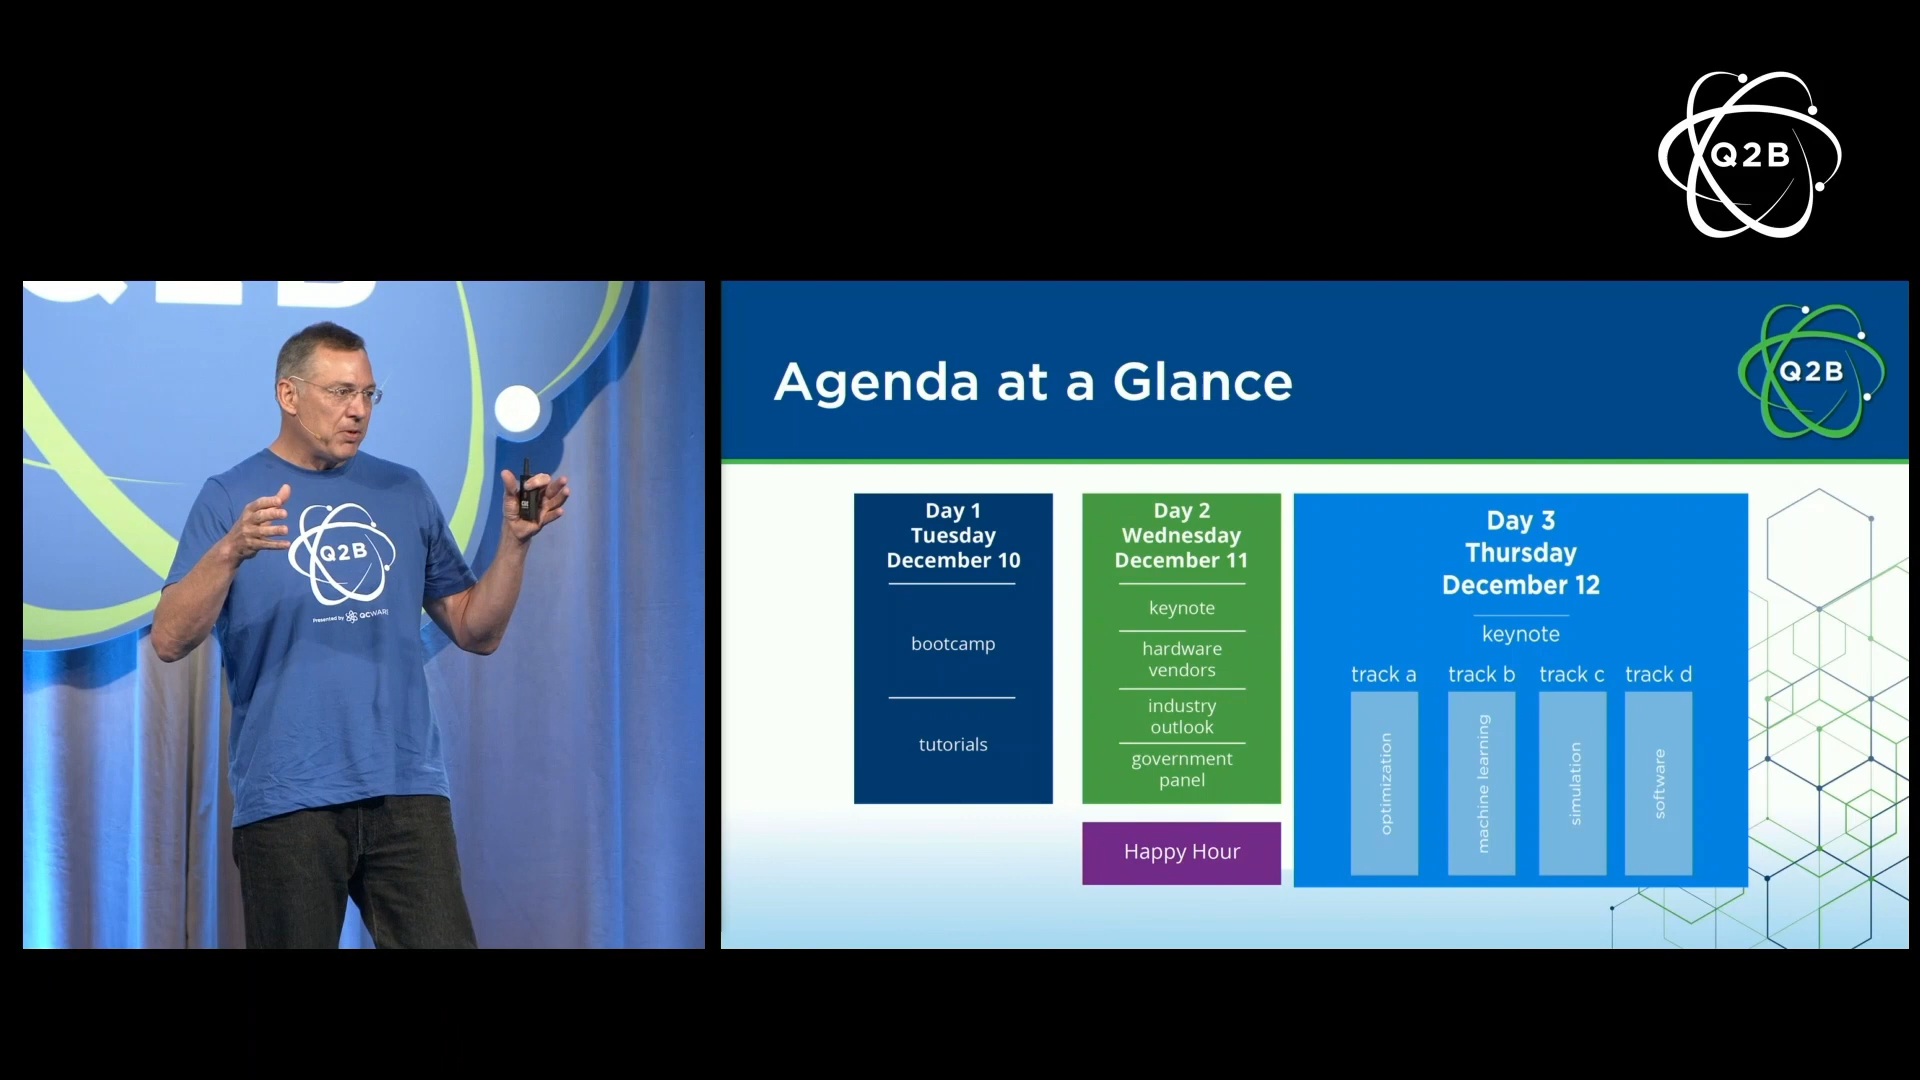 Q2B
Q2B
Q2B
Presented by QCWARE
Agenda at a Glance
Q2B
Day 1
Tuesday
December 10
bootcamp
tutorials
Day 2
Wednesday
December 11
keynote
hardware
vendors
industry
outlook
government
panel
Happy Hour
Day 3
Thursday
December 12
keynote
track a
track b
track c
track d
optimization
machine learning
simulation
software